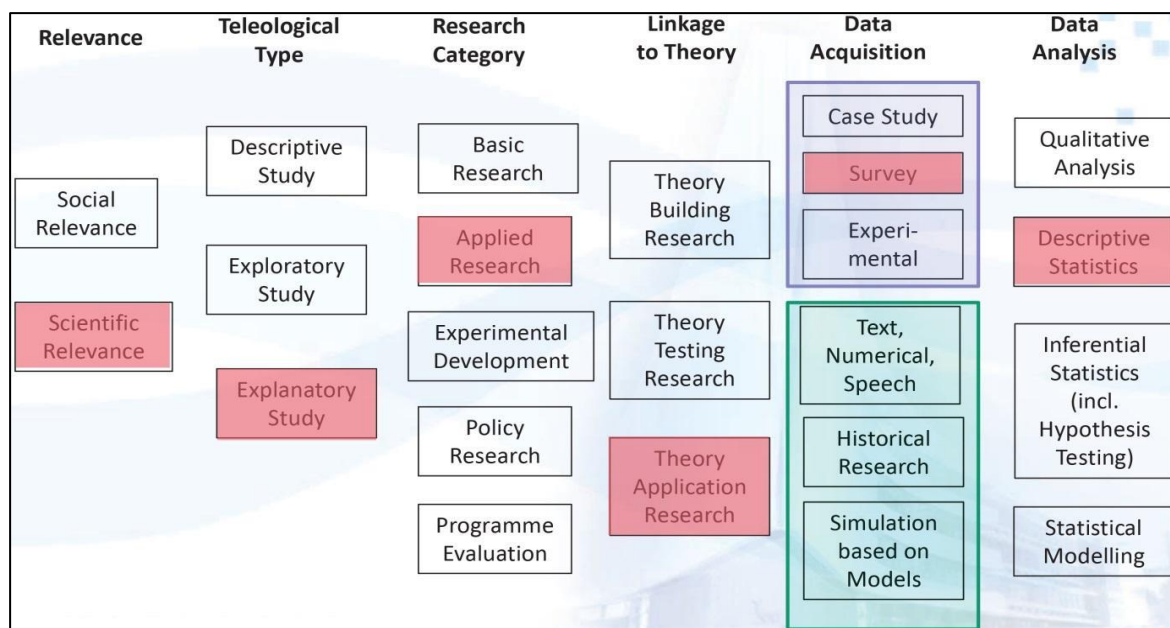 Relevance
Teleological
Type
Research
Category
Linkage
to Theory
Data
Acquisition
Data
Analysis
Social
Relevance
Scientific
Relevance
Descriptive
Study
Exploratory
Study
Explanatory
Study
Basic
Research
Applied
Research
Experimental
Development
Policy
Research
Programme
Evaluation
Theory
Building
Research
Theory
Testing
Research
Theory
Application
Research
Case Study
Survey
Experi-
mental
Text,
Numerical,
Speech
Historical
Research
Simulation
based on
Models
Qualitative
Analysis
Descriptive
Statistics
Inferential
Statistics
(incl.
Hypothesis
Testing)
Statistical
Modelling